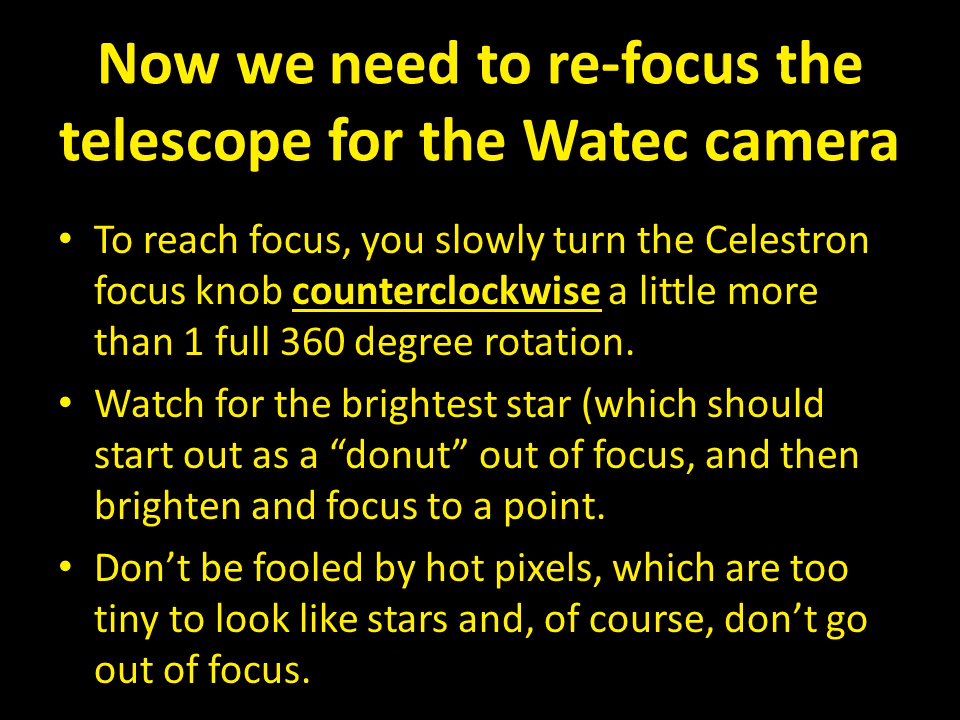 Now we need to re-focus the
telescope for the Watec camera
• To reach focus, you slowly turn the Celestron
focus knob counterclockwise a little more
than 1 full 360 degree rotation.
• Watch for the brightest star (which should
start out as a “donut” out of focus, and then
brighten and focus to a point.
• Don’t be fooled by hot pixels, which are too
tiny to look like stars and, of course, don’t go
out of focus.